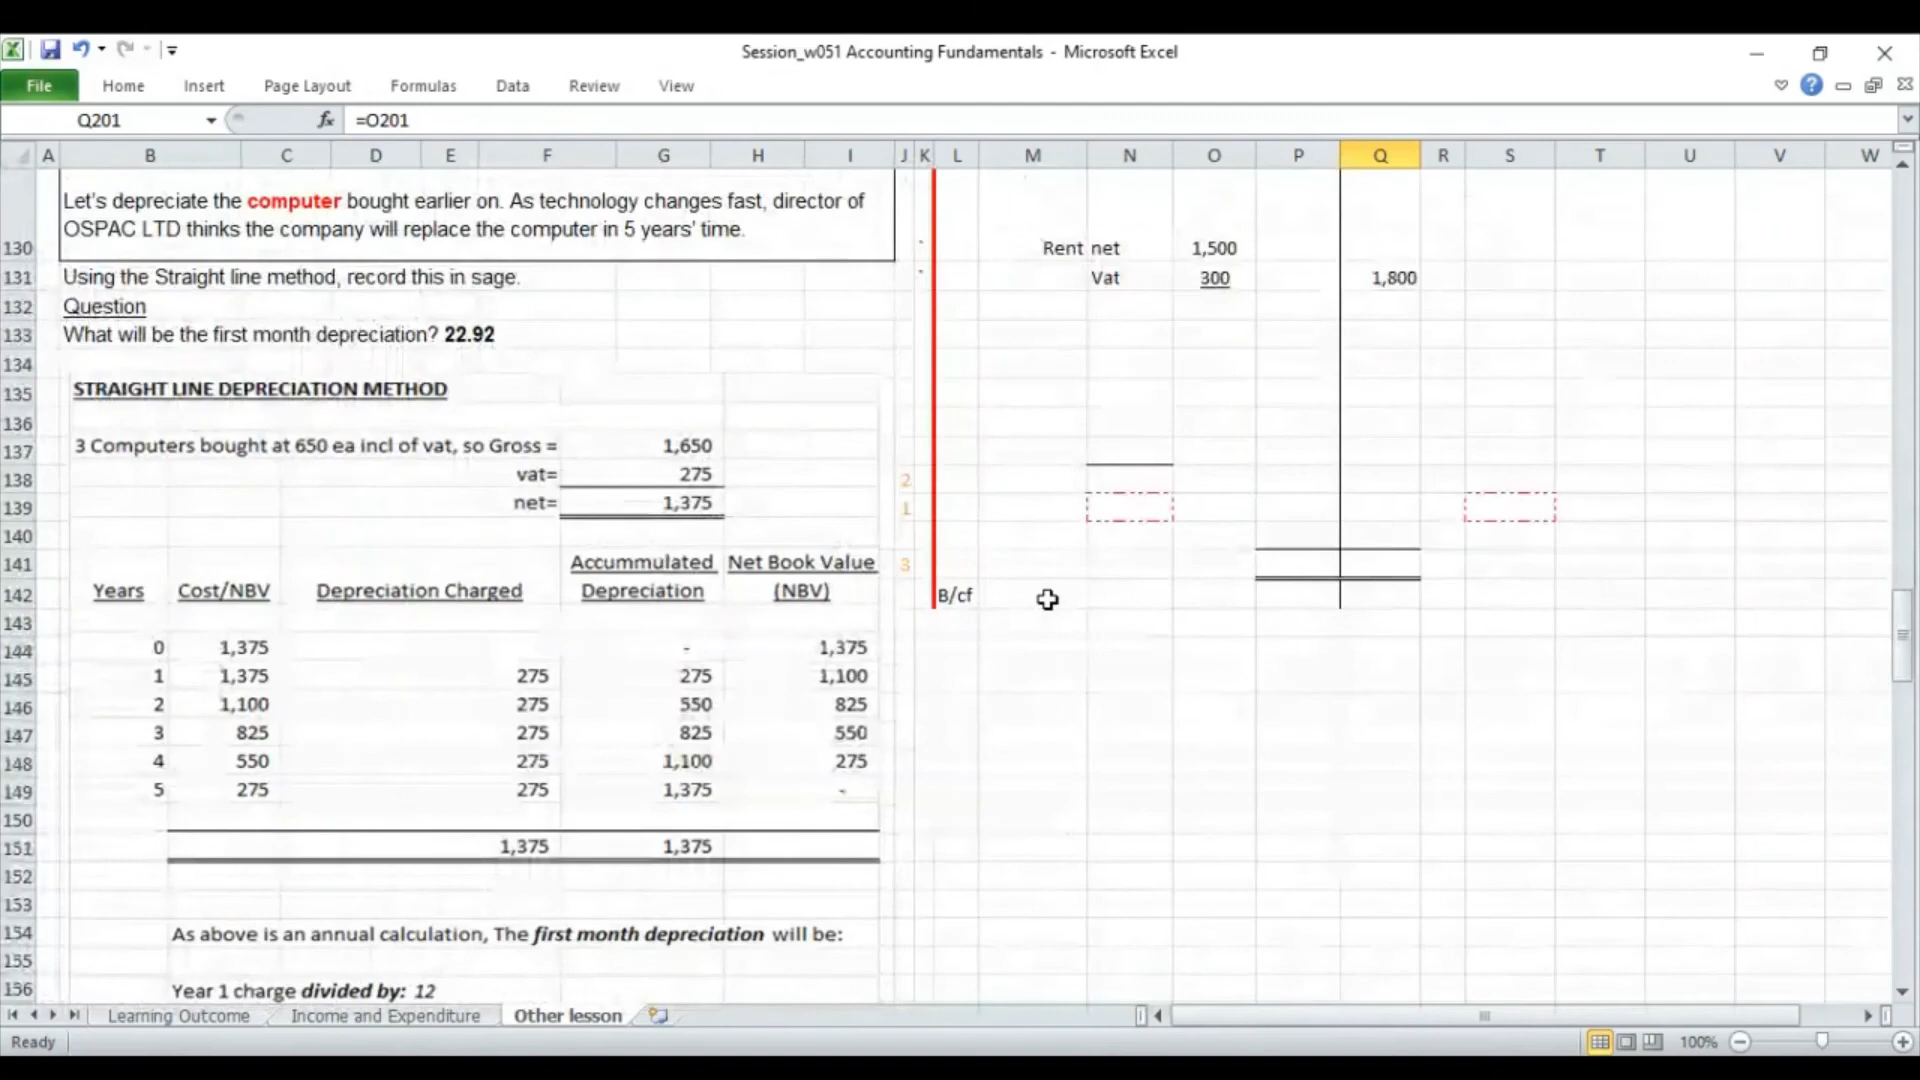 Session_w051 Accounting Fundamentals - Microsoft Excel
File Home Insert Page Layout Formulas Data Review View
Q201 fx =O201
A B C D E F G H I J K L M N O P Q R S T U V W
Let's depreciate the computer bought earlier on. As technology changes fast, director of
130 OSPAC LTD thinks the company will replace the computer in 5 years' time. Rent net 1,500
131 Using the Straight line method, record this in sage. Vat 300 1,800
132 Question
133 What will be the first month depreciation? 22.92
134
135 STRAIGHT LINE DEPRECIATION METHOD
136
137 3 Computers bought at 650 ea incl of vat, so Gross = 1,650
138 vat= 275 2
139 net= 1,375 1
140
141 Accummulated Net Book Value 3
142 Years Cost/NBV Depreciation Charged Depreciation (NBV) B/cf
143
144 0 1,375 - 1,375
145 1 1,375 275 275 1,100
146 2 1,100 275 550 825
147 3 825 275 825 550
148 4 550 275 1,100 275
149 5 275 275 1,375 -
150
151 1,375 1,375
152
153
154 As above is an annual calculation, The first month depreciation will be:
155
156 Year 1 charge divided by: 12
Learning Outcome Income and Expenditure Other lesson
Ready 100%